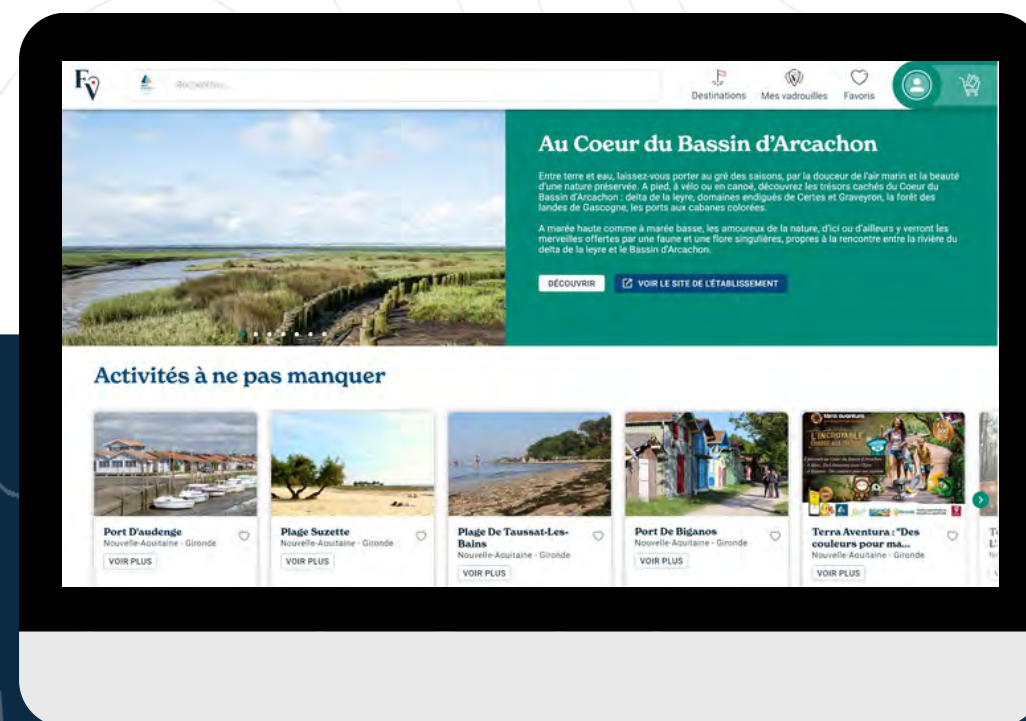 FV
Destinations
Mes vadrouilles
Favoris
Au Coeur du Bassin d'Arcachon
Entre terre et eau, laissez-vous porter au gré des saisons, par la douceur de l'air marin et la beauté
d'une nature préservée. A pied, à vélo ou en canoé, découvrez les trésors cachés du Coeur du
Bassin d'Arcachon : delta de la leyre, domaines endigués de Certes et Graveyron, la forêt des
landes de Gascogne, les ports aux cabanes colorées.
A marée haute comme à marée basse, les amoureux de la nature, d'ici ou d'ailleurs y verront les
merveilles offertes par une faune et une flore singulières, propres à la rencontre entre la rivière du
delta de la leyre et le Bassin d'Arcachon.
DÉCOUVRIR
VOIR LE SITE DE L'ÉTABLISSEMENT
Activités à ne pas manquer
Port D'audenge
Nouvelle-Aquitaine - Gironde
VOIR PLUS
Plage Suzette
Nouvelle-Aquitaine - Gironde
VOIR PLUS
Plage De Taussat-Les-
Bains
Nouvelle-Aquitaine - Gironde
VOIR PLUS
Port De Biganos
Nouvelle-Aquitaine - Gironde
VOIR PLUS
terra aventura
L'INCROYABLE
Terra Aventura : "Des
couleurs pour ma...
Nouvelle-Aquitaine - Gironde
VOIR PLUS